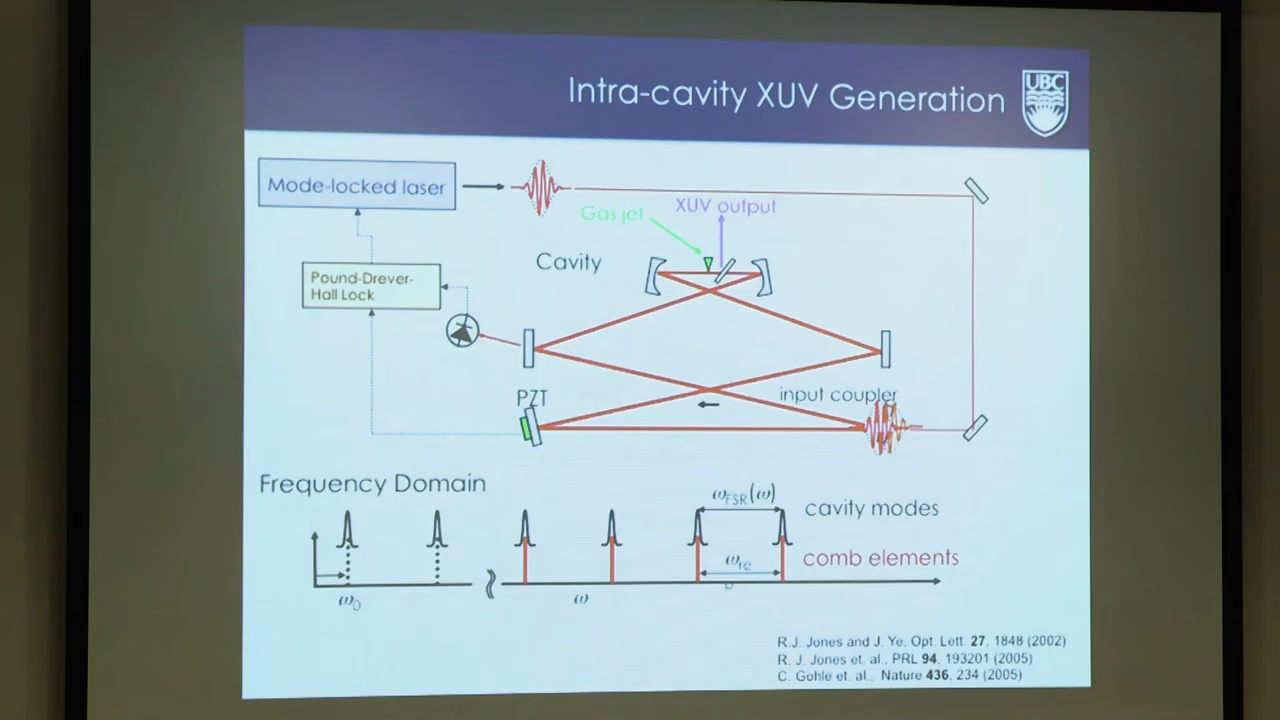 Intra-cavity XUV Generation
UBC
Mode-locked laser
Gas jet
XUV output
Cavity
Pound-Drever-
Hall Lock
PZT
input coupler
Frequency Domain
ωFSR(ω)
cavity modes
ωre
p
comb elements
ω0
ω
R.J. Jones and J. Ye. Opt. Lett. 27, 1848 (2002)
R. J. Jones et. al., PRL 94, 193201 (2005)
C. Gohle et. al., Nature 436, 234 (2005)